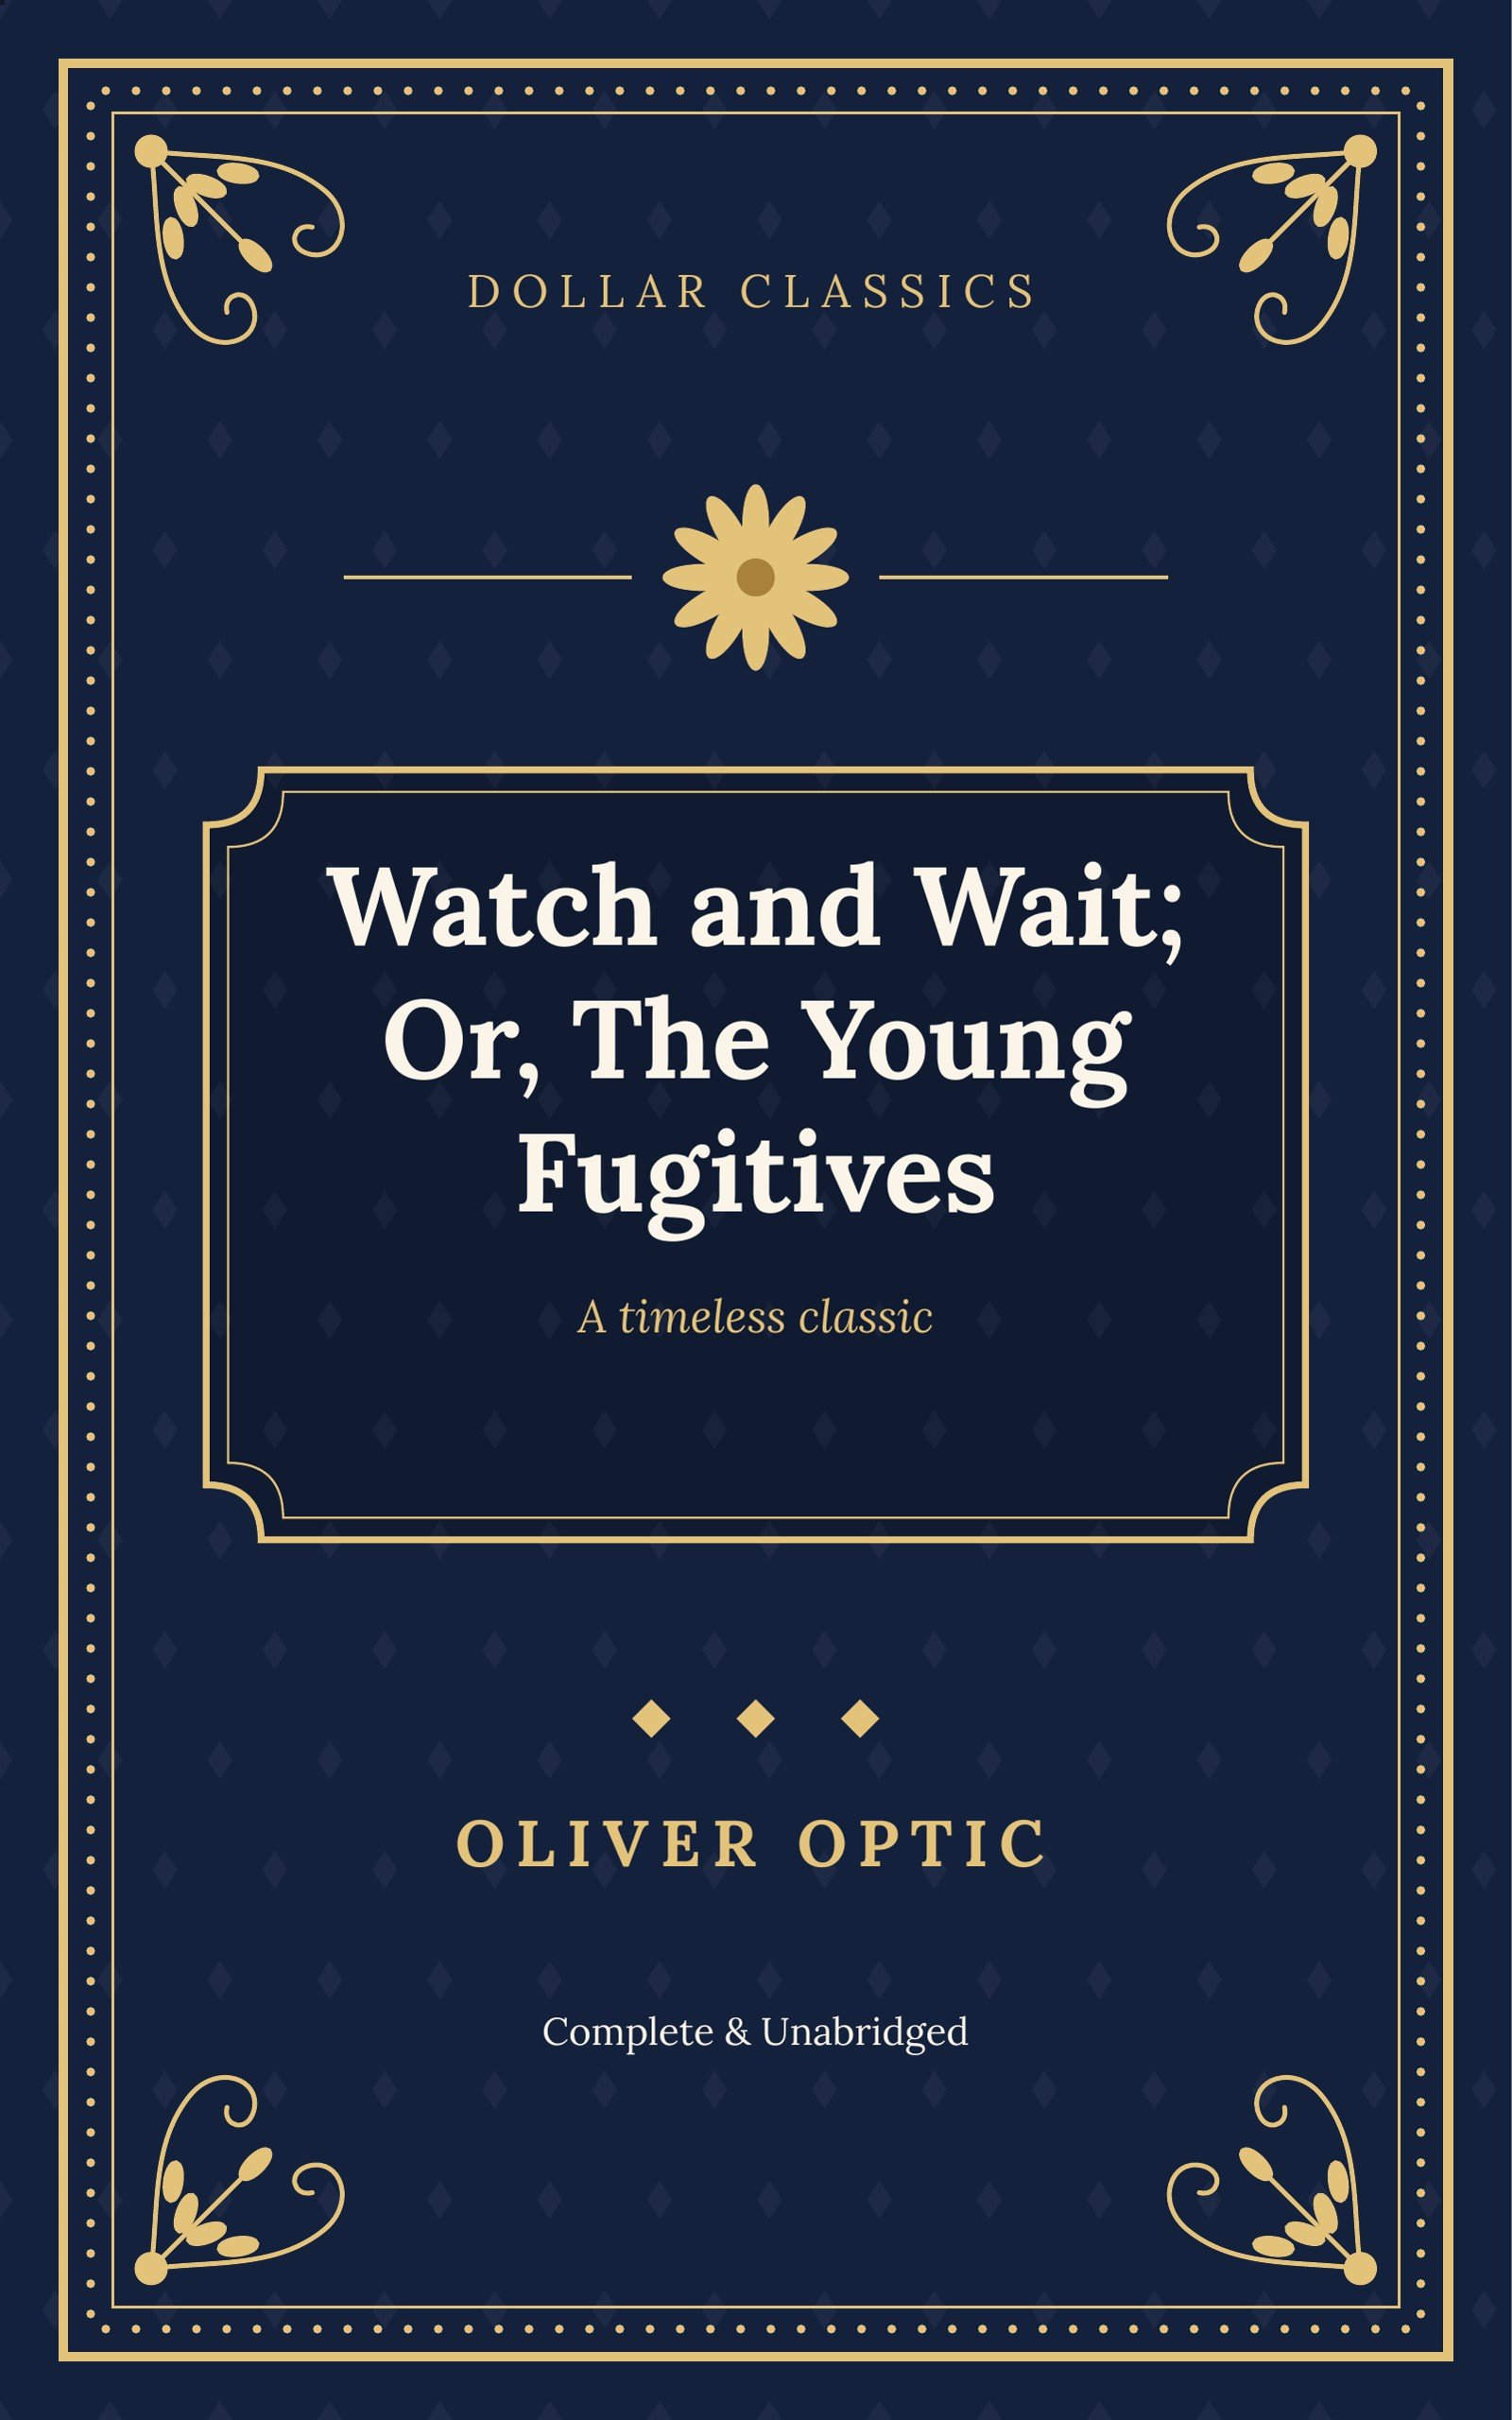 DOLLAR CLASSICS
Watch and Wait;
Or, The Young
Fugitives
A timeless classic
OLIVER OPTIC
Complete & Unabridged